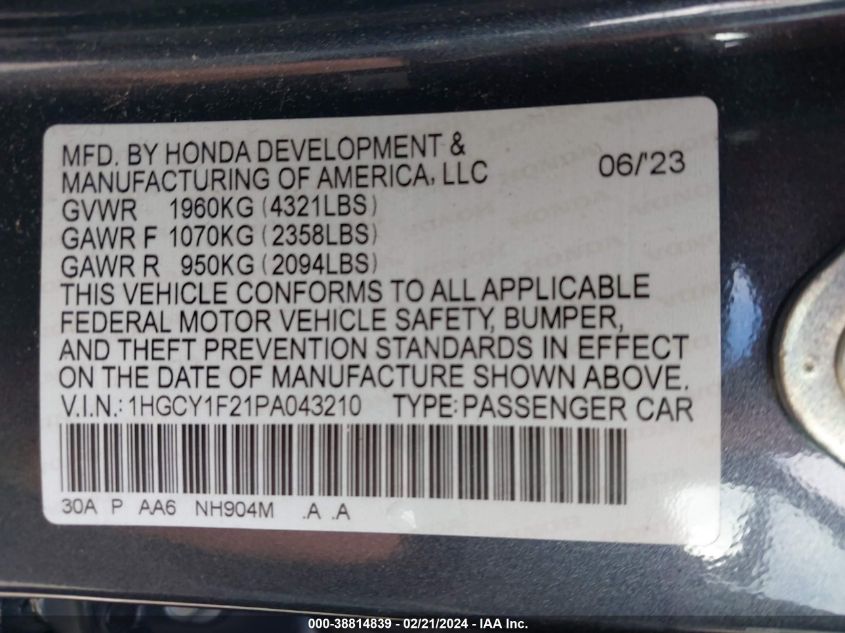 MFD. BY HONDA DEVELOPMENT &
MANUFACTURING OF AMERICA, LLC 06/'23
GVWR 1960KG (4321LBS)
GAWR F 1070KG (2358LBS)
GAWR R 950KG (2094LBS)
THIS VEHICLE CONFORMS TO ALL APPLICABLE
FEDERAL MOTOR VEHICLE SAFETY, BUMPER,
AND THEFT PREVENTION STANDARDS IN EFFECT
ON THE DATE OF MANUFACTURE SHOWN ABOVE.
V.I.N.: 1HGCY1F21PA043210 TYPE: PASSENGER CAR
30A P AA6 NH904M .A .A
000-38814839 / 02/21/2024 - IAA Inc.